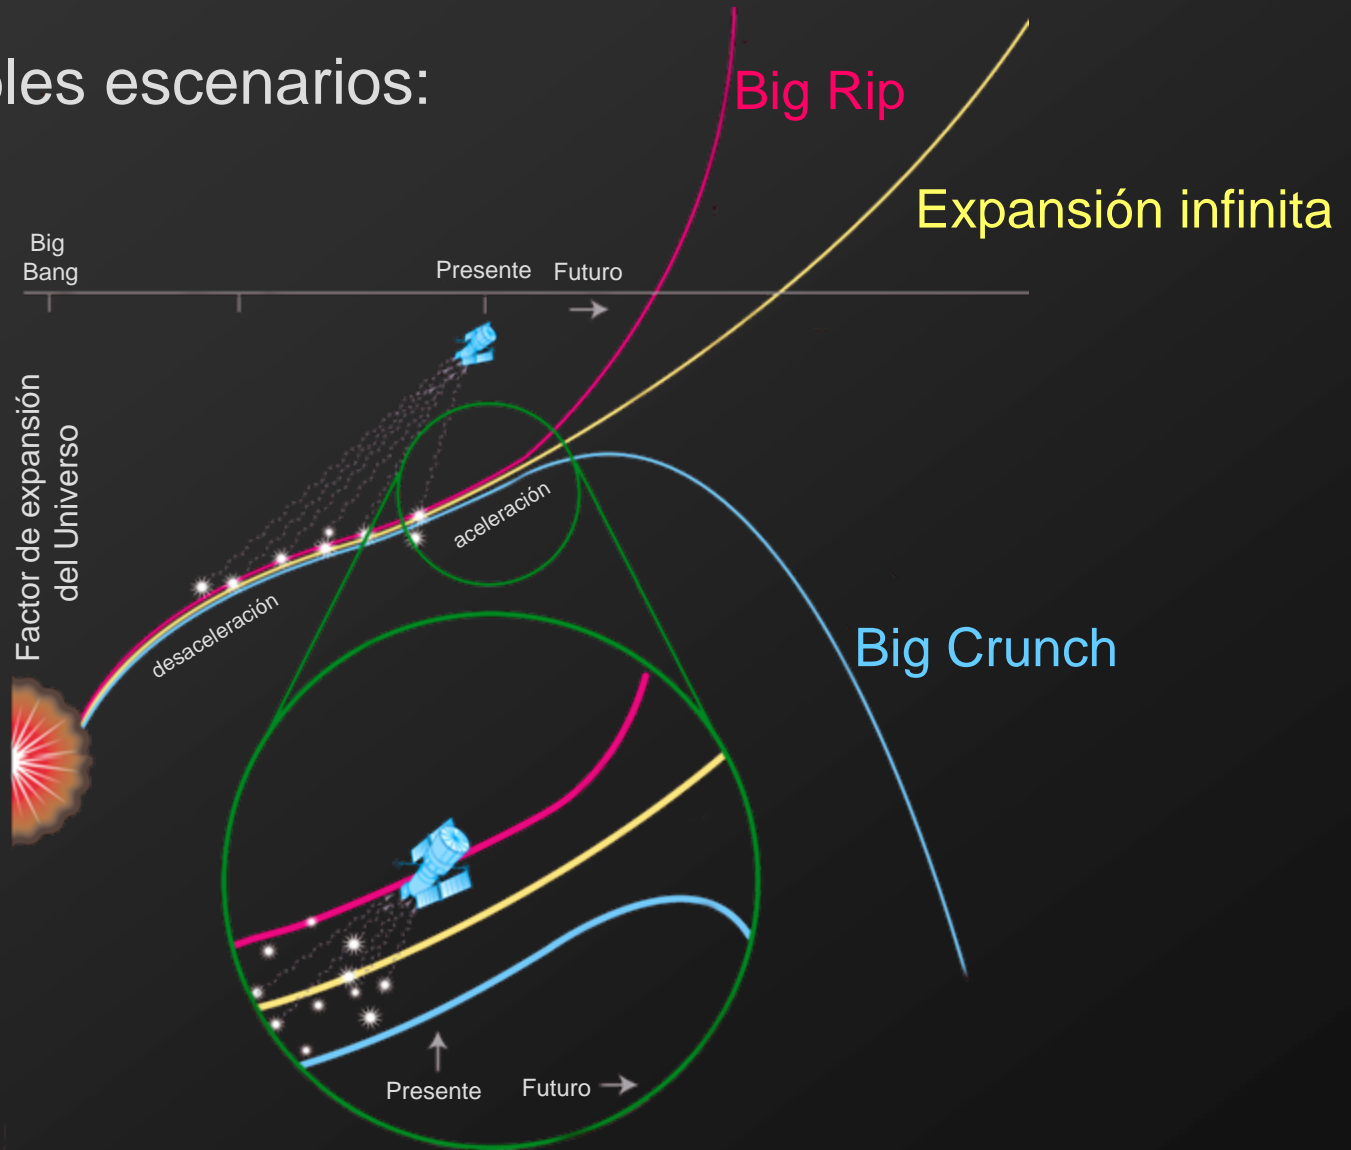 escenarios:
Big Rip
Expansión infinita
Big
Bang
Presente
Futuro
Factor de expansión
del Universo
aceleración
desaceleración
Big Crunch
Presente
Futuro